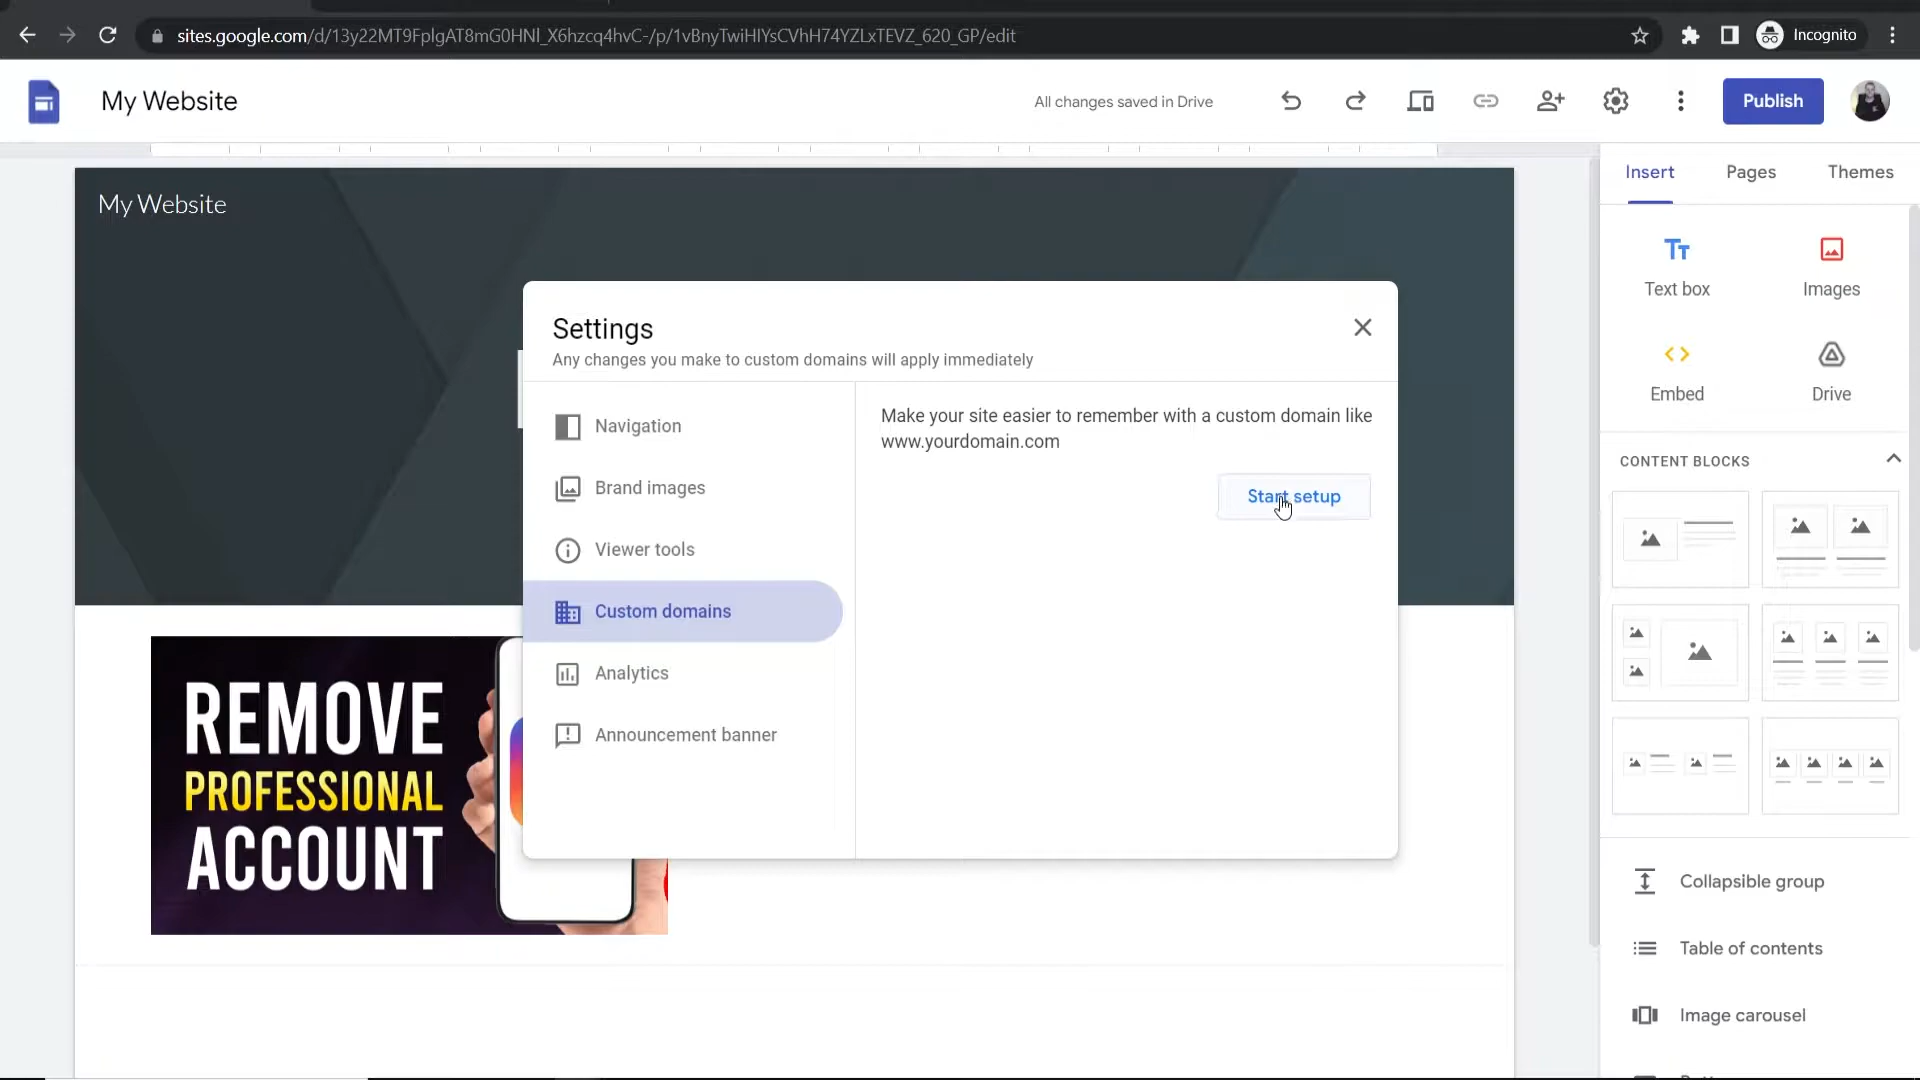 sites.google.com/d/13y22MT9FplgAT8mG0HNl_X6hzcq4hvC-/p/1vBnyTwiHlYsCVhH74YZLxTEVZ_620_GP/edit
Incognito
My Website
All changes saved in Drive
Publish
Insert
Pages
Themes
My Website
Text box
Images
Embed
Drive
Settings
Any changes you make to custom domains will apply immediately
Navigation
Brand images
Viewer tools
Custom domains
Analytics
Announcement banner
Make your site easier to remember with a custom domain like
www.yourdomain.com
Start setup
CONTENT BLOCKS
REMOVE
PROFESSIONAL
ACCOUNT
Collapsible group
Table of contents
Image carousel